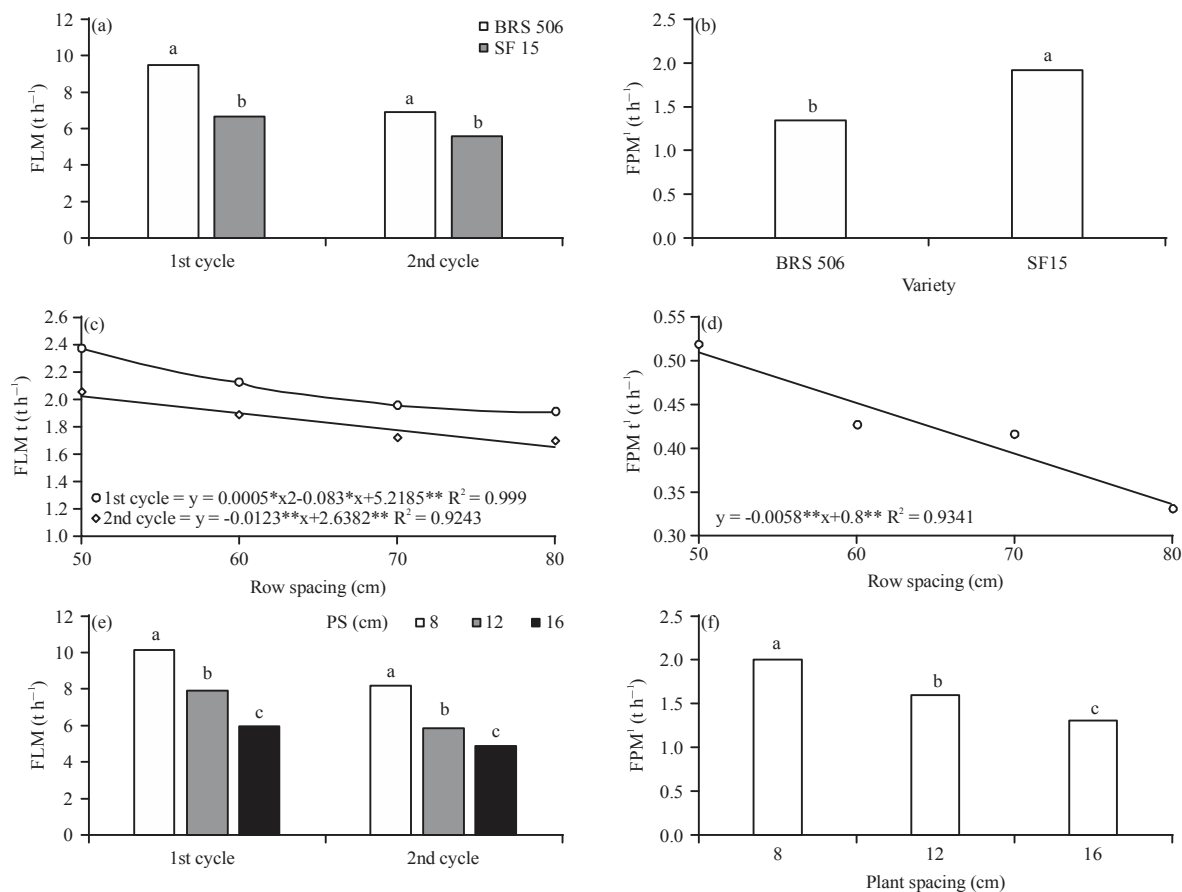 (a)
BRS 506
SF 15
FLM (t h⁻¹)
12
10
8
6
4
2
0
a
b
a
b
1st cycle
2nd cycle
(b)
FPM¹ (t h⁻¹)
2.5
2.0
1.5
1.0
0.5
0.0
b
a
BRS 506
SF15
Variety
(c)
FLM t (t h⁻¹)
2.6
2.4
2.2
2.0
1.8
1.6
1.4
1.2
1.0
1st cycle = y = 0.0005*x2-0.083*x+5.2185** R² = 0.999
2nd cycle = y = -0.0123**x+2.6382** R² = 0.9243
50
60
70
80
Row spacing (cm)
(d)
FPM t¹ (t h⁻¹)
0.55
0.50
0.45
0.40
0.35
0.30
y = -0.0058**x+0.8** R² = 0.9341
50
60
70
80
Row spacing (cm)
(e)
PS (cm) 8 12 16
FLM (t h⁻¹)
12
10
8
6
4
2
0
a
b
c
a
b
c
1st cycle
2nd cycle
(f)
FPM¹ (t h⁻¹)
2.5
2.0
1.5
1.0
0.5
0.0
a
b
c
8
12
16
Plant spacing (cm)